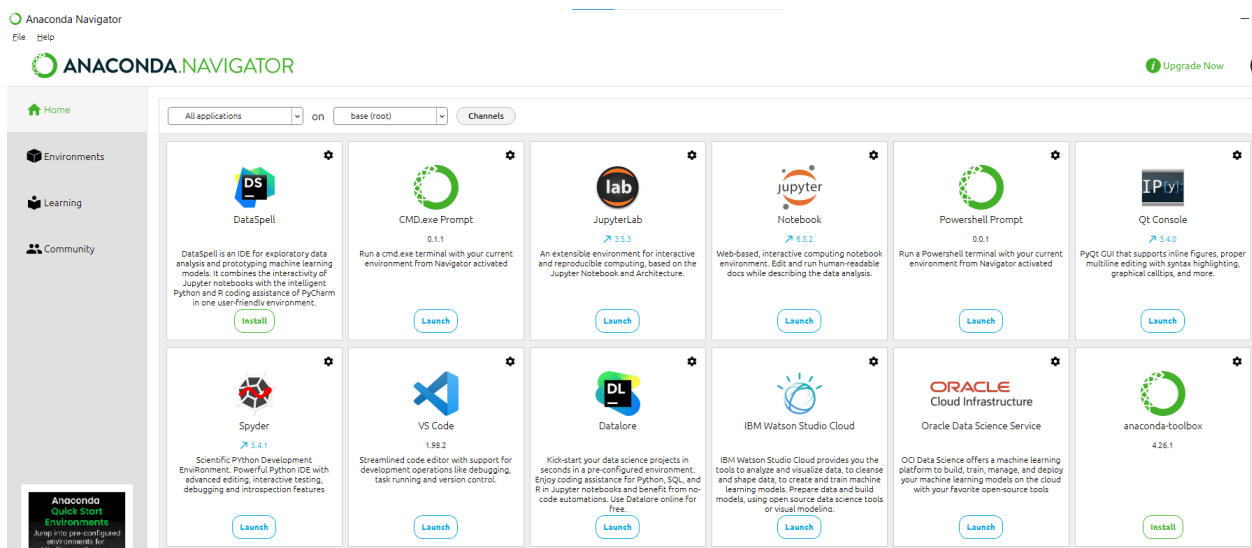 Anaconda Navigator
File Help
ANACONDA.NAVIGATOR
Upgrade Now
Home
Environments
Learning
Community
All applications on base (root) Channels
DS
DataSpell
DataSpell is an IDE for exploratory data
analysis and prototyping machine learning
models. It combines the interactivity of
Jupyter notebooks with the intelligent
Python and R coding assistance of PyCharm
in one user-friendly environment.
Install
CMD.exe Prompt
0.1.1
Run a cmd.exe terminal with your current
environment from Navigator activated
Launch
lab
JupyterLab
3.5.3
An extensible environment for interactive
and reproducible computing, based on the
Jupyter Notebook and Architecture.
Launch
jupyter
Notebook
6.5.2
Web-based, interactive computing notebook
environment. Edit and run human-readable
docs while describing the data analysis.
Launch
Powershell Prompt
0.0.1
Run a Powershell terminal with your current
environment from Navigator activated
Launch
IP[y]:
Qt Console
5.4.0
PyQt GUI that supports inline figures, proper
multiline editing with syntax highlighting,
graphical calltips, and more.
Launch
Spyder
5.4.1
Scientific PYthon Development
EnviRonment. Powerful Python IDE with
advanced editing, interactive testing,
debugging and introspection features
Launch
VS Code
1.98.2
Streamlined code editor with support for
development operations like debugging,
task running and version control.
Launch
DL
Datalore
Kick-start your data science projects in
seconds in a pre-configured environment.
Enjoy coding assistance for Python, SQL, and
R in Jupyter notebooks and benefit from no-
code automations. Use Datalore online for
free.
Launch
IBM Watson Studio Cloud
IBM Watson Studio Cloud provides you the
tools to analyze and visualize data, to cleanse
and shape data, to create and train machine
learning models. Prepare data and build
models, using open source data science tools
or visual modeling.
Launch
ORACLE
Cloud Infrastructure
Oracle Data Science Service
OCI Data Science offers a machine learning
platform to build, train, manage, and deploy
your machine learning models on the cloud
with your favorite open-source tools
Launch
anaconda-toolbox
4.26.1
Install
Anaconda
Quick Start
Environments
Jump into pre-configured
environments for